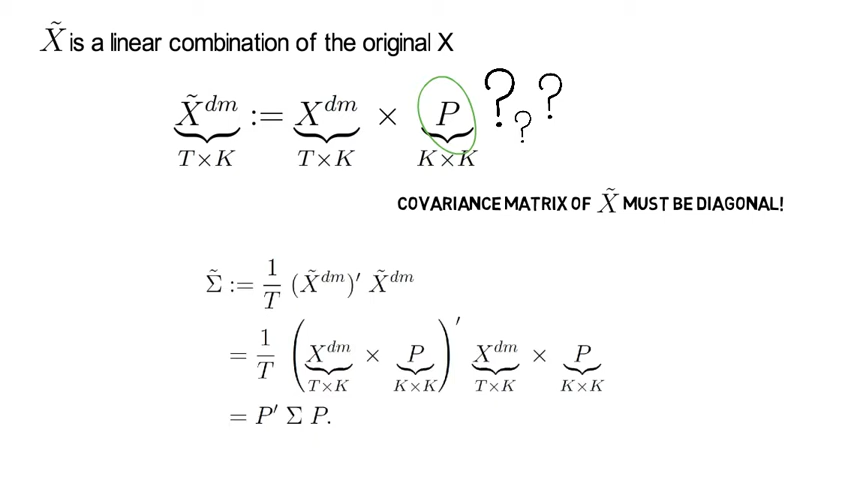 X̃ is a linear combination of the original X
X̃^{dm} := X^{dm} × P ? ? ?
T×K T×K K×K
COVARIANCE MATRIX OF X̃ MUST BE DIAGONAL!
Σ̃ := 1/T (X̃^{dm})′ X̃^{dm}
= 1/T (X^{dm} × P)′ X^{dm} × P
T×K K×K T×K K×K
= P′ Σ P.